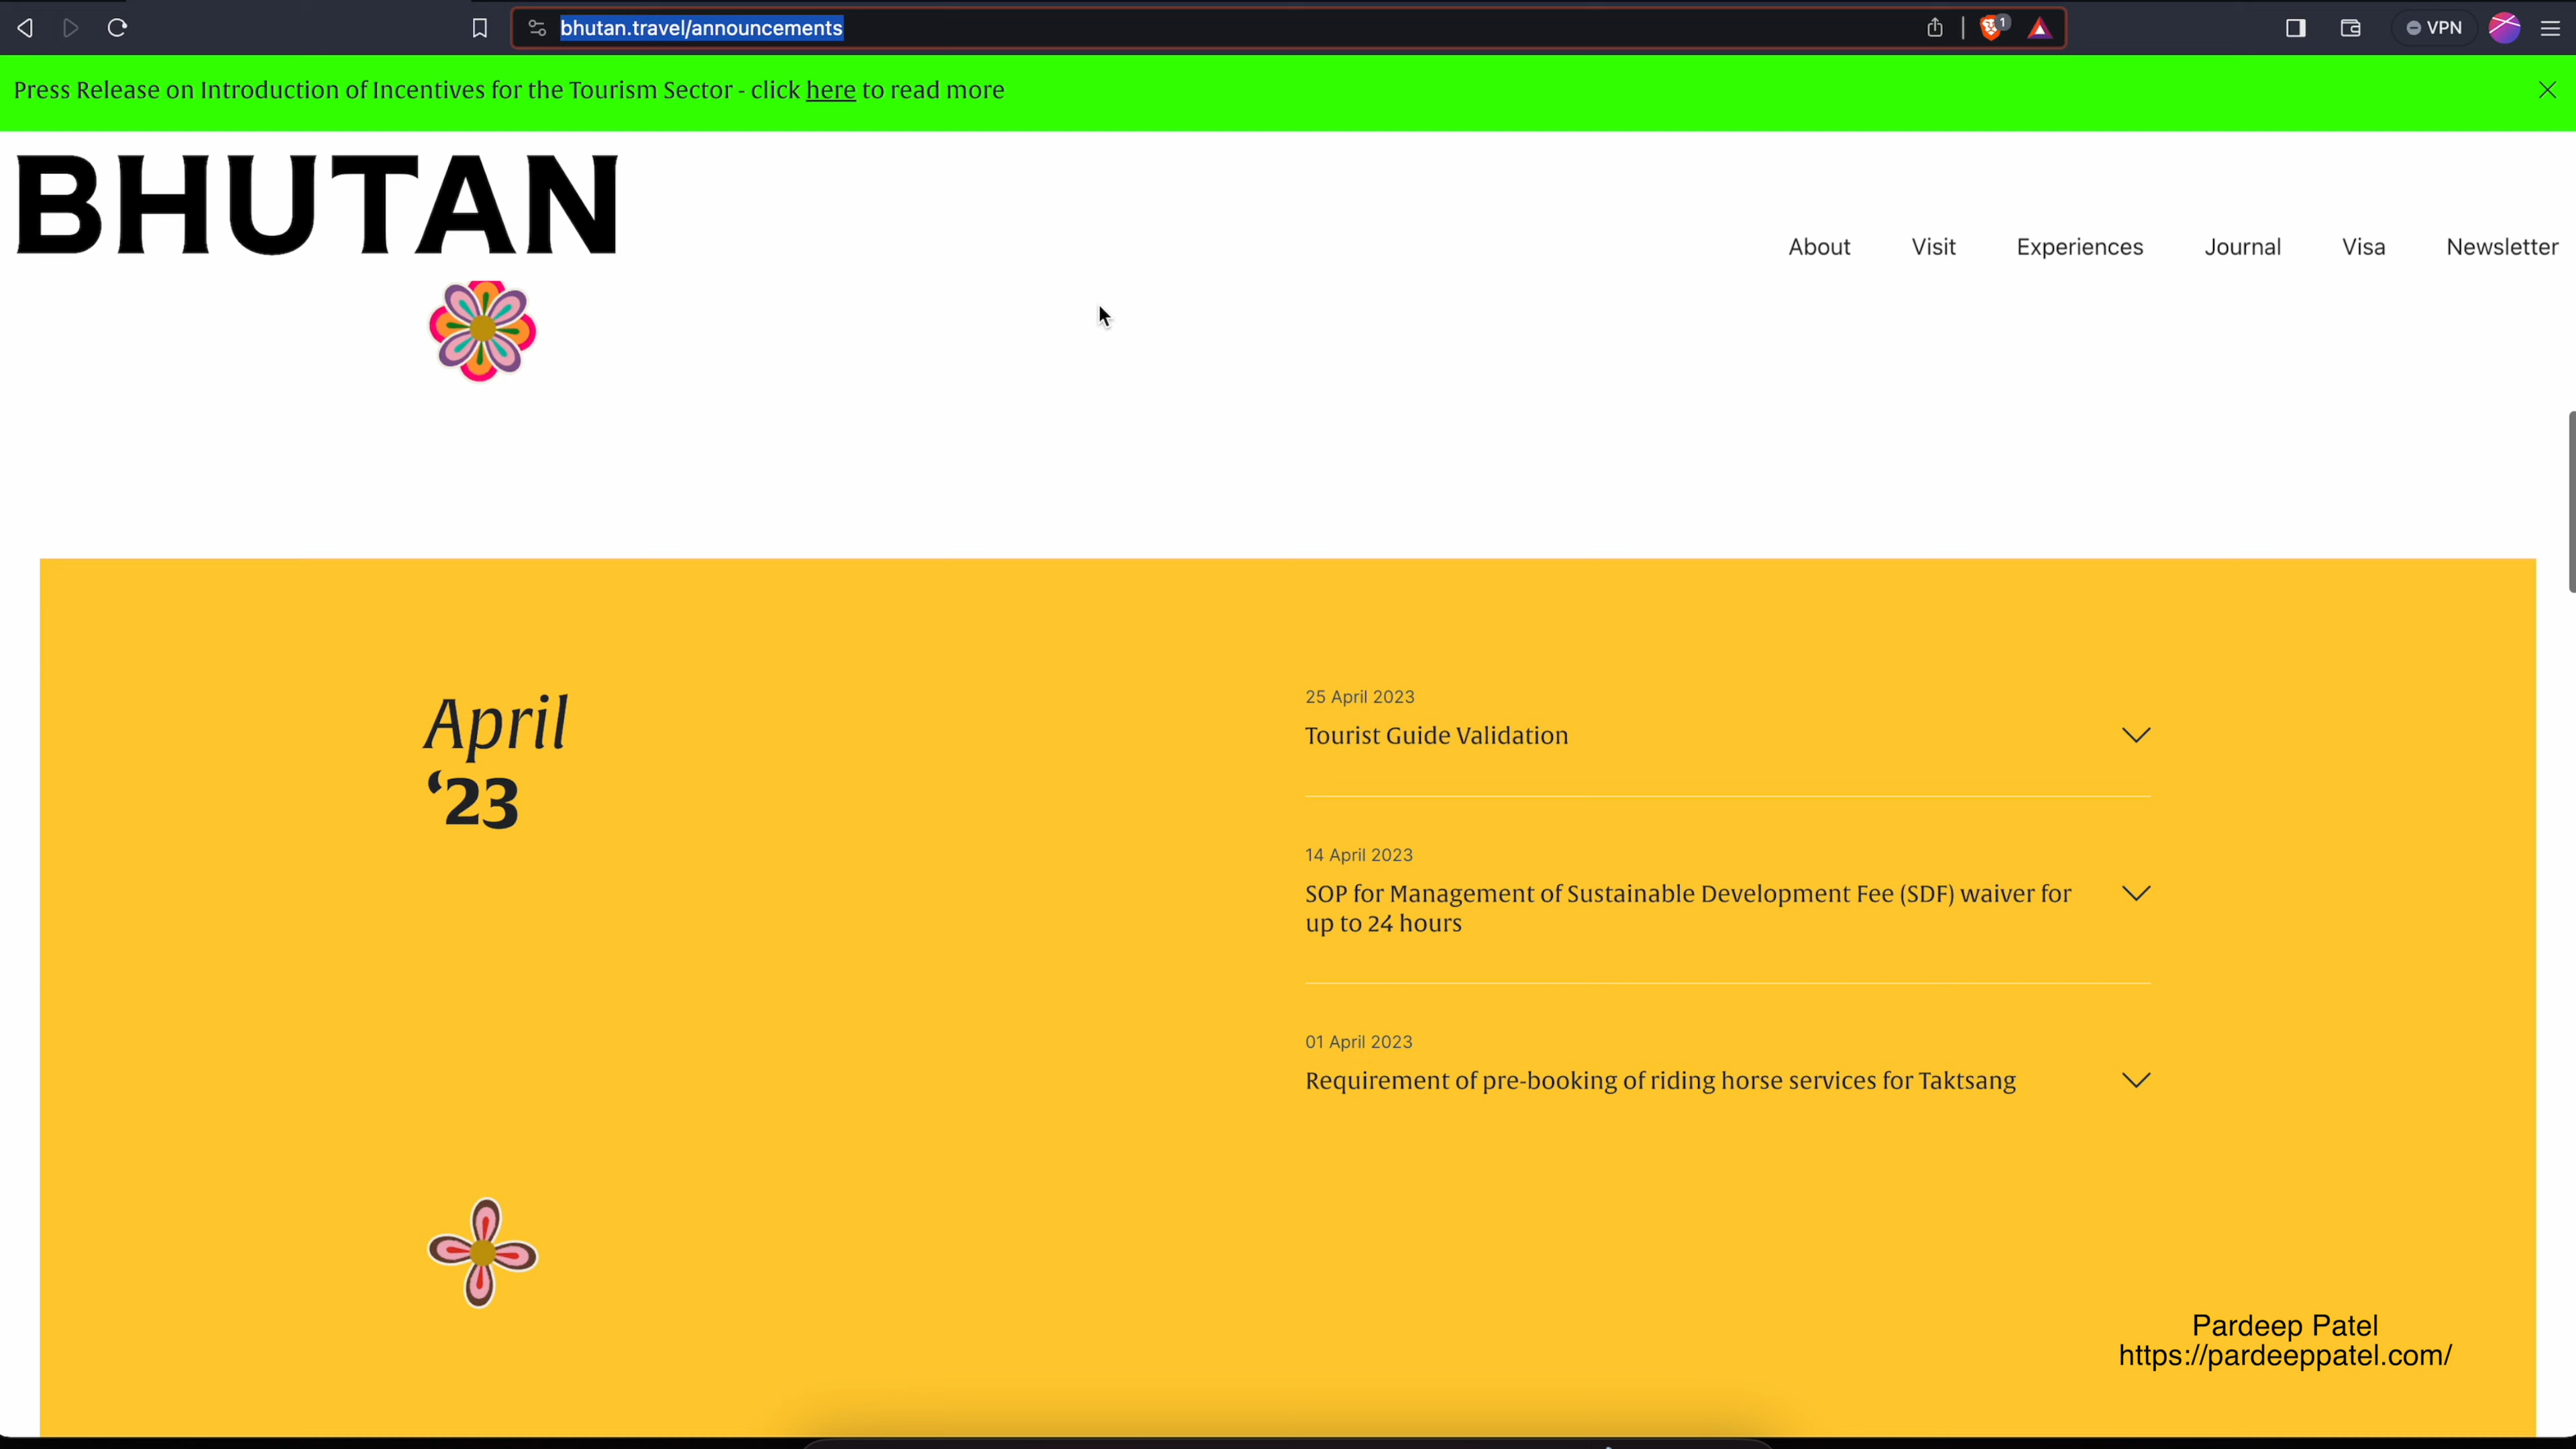 bhutan.travel/announcements
1
VPN
Press Release on Introduction of Incentives for the Tourism Sector - click here to read more
BHUTAN
About Visit Experiences Journal Visa Newsletter
April
‘23
25 April 2023
Tourist Guide Validation
14 April 2023
SOP for Management of Sustainable Development Fee (SDF) waiver for
up to 24 hours
01 April 2023
Requirement of pre-booking of riding horse services for Taktsang
Pardeep Patel
https://pardeeppatel.com/